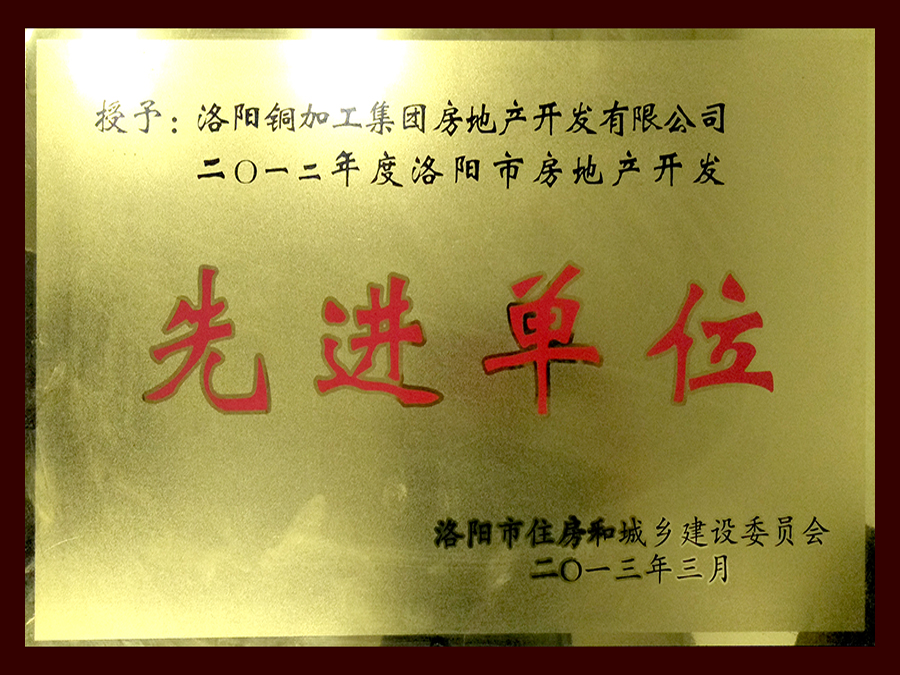 授予：洛阳铜加工集团房地产开发有限公司
二〇一二年度洛阳市房地产开发
先进单位
洛阳市住房和城乡建设委员会
二〇一三年三月